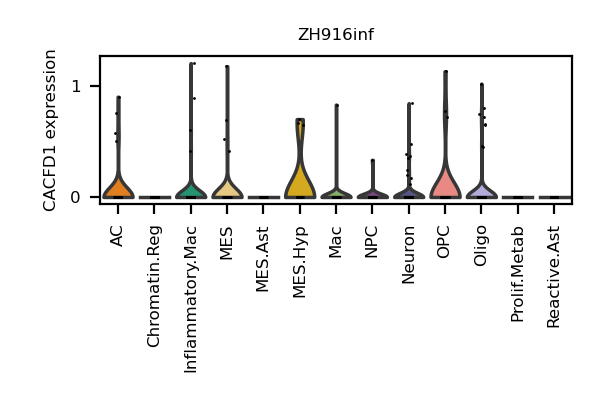 ZH916inf
CACFD1 expression
1
0
AC
Chromatin.Reg
Inflammatory.Mac
MES
MES.Ast
MES.Hyp
Mac
NPC
Neuron
OPC
Oligo
Prolif.Metab
Reactive.Ast